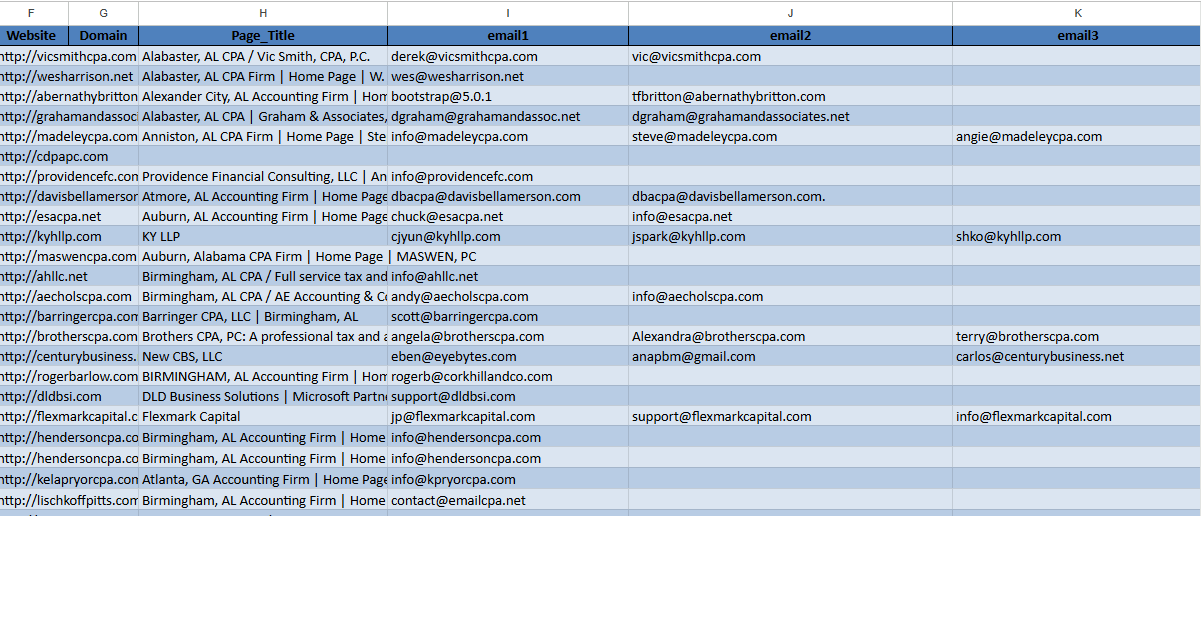 F G H I J K
Website Domain Page_Title email1 email2 email3
http://vicsmithcpa.com Alabaster, AL CPA / Vic Smith, CPA, P.C. derek@vicsmithcpa.com vic@vicsmithcpa.com
http://wesharrison.net Alabaster, AL CPA Firm | Home Page | W. wes@wesharrison.net
http://abernathybritton Alexander City, AL Accounting Firm | Hom bootstrap@5.0.1 tfbritton@abernathybritton.com
http://grahamandassoc Alabaster, AL CPA | Graham & Associates, dgraham@grahamandassoc.net dgraham@grahamandassociates.net
http://madeleycpa.com Anniston, AL CPA Firm | Home Page | Ste info@madeleycpa.com steve@madeleycpa.com angie@madeleycpa.com
http://cdpapc.com
http://providencefc.com Providence Financial Consulting, LLC | An info@providencefc.com
http://davisbellamerson Atmore, AL Accounting Firm | Home Page dbacpa@davisbellamerson.com dbacpa@davisbellamerson.com.
http://esacpa.net Auburn, AL Accounting Firm | Home Page chuck@esacpa.net info@esacpa.net
http://kyhllp.com KY LLP cjyun@kyhllp.com jspark@kyhllp.com shko@kyhllp.com
http://maswencpa.com Auburn, Alabama CPA Firm | Home Page | MASWEN, PC
http://ahllc.net Birmingham, AL CPA / Full service tax and info@ahllc.net
http://aecholscpa.com Birmingham, AL CPA / AE Accounting & Co andy@aecholscpa.com info@aecholscpa.com
http://barringercpa.com Barringer CPA, LLC | Birmingham, AL scott@barringercpa.com
http://brotherscpa.com Brothers CPA, PC: A professional tax and a angela@brotherscpa.com Alexandra@brotherscpa.com terry@brotherscpa.com
http://centurybusiness. New CBS, LLC eben@eyebytes.com anapbm@gmail.com carlos@centurybusiness.net
http://rogerbarlow.com BIRMINGHAM, AL Accounting Firm | Hom rogerb@corkhillandco.com
http://dldbsi.com DLD Business Solutions | Microsoft Partne support@dldbsi.com
http://flexmarkcapital.c Flexmark Capital jp@flexmarkcapital.com support@flexmarkcapital.com info@flexmarkcapital.com
http://hendersoncpa.co Birmingham, AL Accounting Firm | Home info@hendersoncpa.com
http://hendersoncpa.co Birmingham, AL Accounting Firm | Home info@hendersoncpa.com
http://kelapryorcpa.com Atlanta, GA Accounting Firm | Home Page info@kpryorcpa.com
http://lischkoffpitts.com Birmingham, AL Accounting Firm | Home contact@emailcpa.net